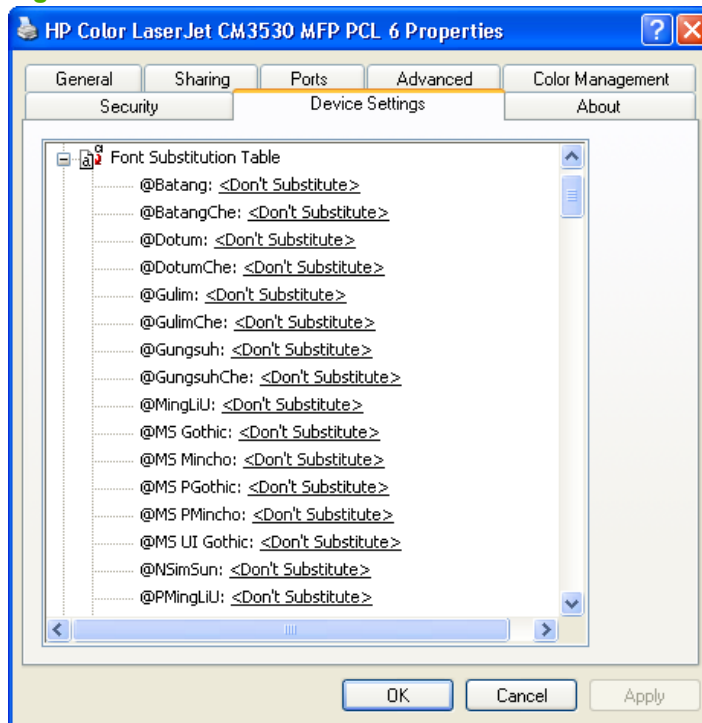 HP Color LaserJet CM3530 MFP PCL 6 Properties
General Sharing Ports Advanced Color Management
Security Device Settings About
Font Substitution Table
@Batang: <Don't Substitute>
@BatangChe: <Don't Substitute>
@Dotum: <Don't Substitute>
@DotumChe: <Don't Substitute>
@Gulim: <Don't Substitute>
@GulimChe: <Don't Substitute>
@Gungsuh: <Don't Substitute>
@GungsuhChe: <Don't Substitute>
@MingLiU: <Don't Substitute>
@MS Gothic: <Don't Substitute>
@MS Mincho: <Don't Substitute>
@MS PGothic: <Don't Substitute>
@MS PMincho: <Don't Substitute>
@MS UI Gothic: <Don't Substitute>
@NSimSun: <Don't Substitute>
@PMingLiU: <Don't Substitute>
OK Cancel Apply